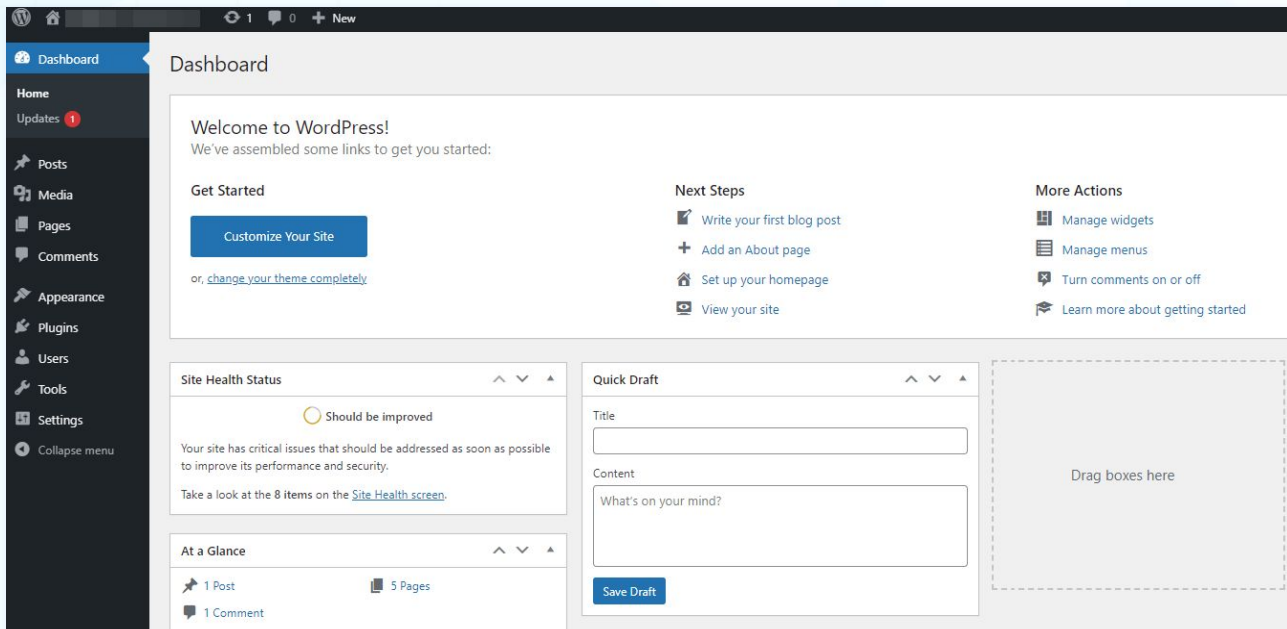 1 0 New
Dashboard
Home
Updates 1
Posts
Media
Pages
Comments
Appearance
Plugins
Users
Tools
Settings
Collapse menu
Dashboard
Welcome to WordPress!
We've assembled some links to get you started:
Get Started
Customize Your Site
or, change your theme completely
Next Steps
Write your first blog post
Add an About page
Set up your homepage
View your site
More Actions
Manage widgets
Manage menus
Turn comments on or off
Learn more about getting started
Site Health Status
Should be improved
Your site has critical issues that should be addressed as soon as possible
to improve its performance and security.
Take a look at the 8 items on the Site Health screen.
At a Glance
1 Post 5 Pages
1 Comment
Quick Draft
Title
Content
What's on your mind?
Save Draft
Drag boxes here